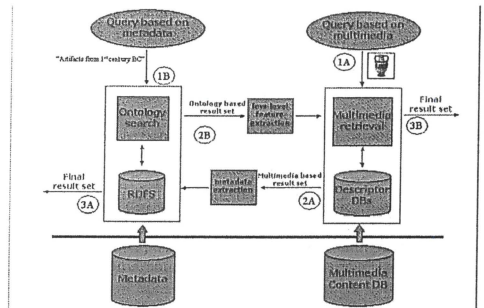 Query based on
metadata
Query based on
multimedia
"Artifacts from 1st century BC"
1B
1A
Ontology
search
Ontology based
result set
2B
low-level
feature
extraction
Multimedia
retrieval
Final
result set
3B
Final
result set
3A
RDFS
metadata
extraction
Multimedia based
result set
2A
Descriptor
DBs
Metadata
Multimedia
Content DB